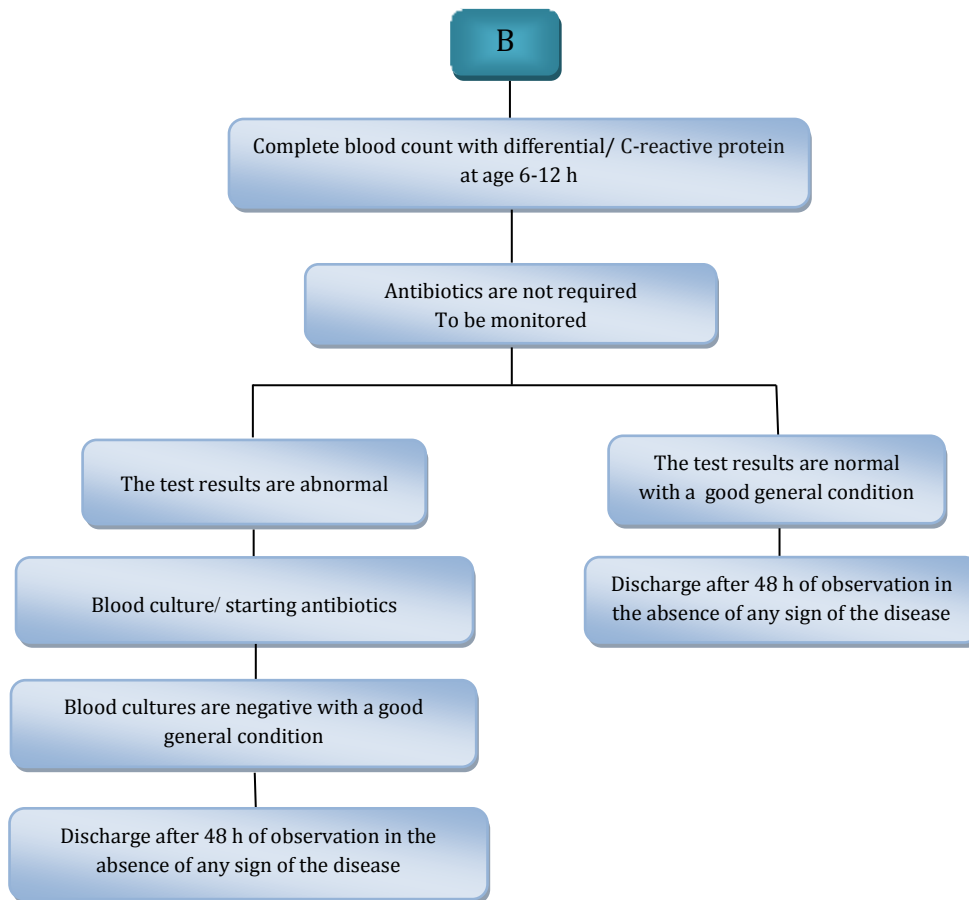 B
Complete blood count with differential/ C-reactive protein
at age 6-12 h
Antibiotics are not required
To be monitored
The test results are abnormal
The test results are normal
with a good general condition
Blood culture/ starting antibiotics
Discharge after 48 h of observation in
the absence of any sign of the disease
Blood cultures are negative with a good
general condition
Discharge after 48 h of observation in the
absence of any sign of the disease